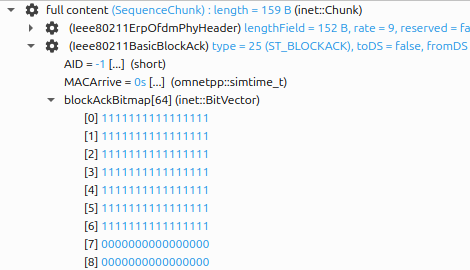 full content (SequenceChunk) : length = 159 B (inet::Chunk)
(Ieee80211ErpOfdmPhyHeader) lengthField = 152 B, rate = 9, reserved = fa
(Ieee80211BasicBlockAck) type = 25 (ST_BLOCKACK), toDS = false, fromDS
AID = -1 [...] (short)
MACArrive = 0s [...] (omnetpp::simtime_t)
blockAckBitmap[64] (inet::BitVector)
[0] 1111111111111111
[1] 1111111111111111
[2] 1111111111111111
[3] 1111111111111111
[4] 1111111111111111
[5] 1111111111111111
[6] 1111111111111111
[7] 0000000000000000
[8] 0000000000000000